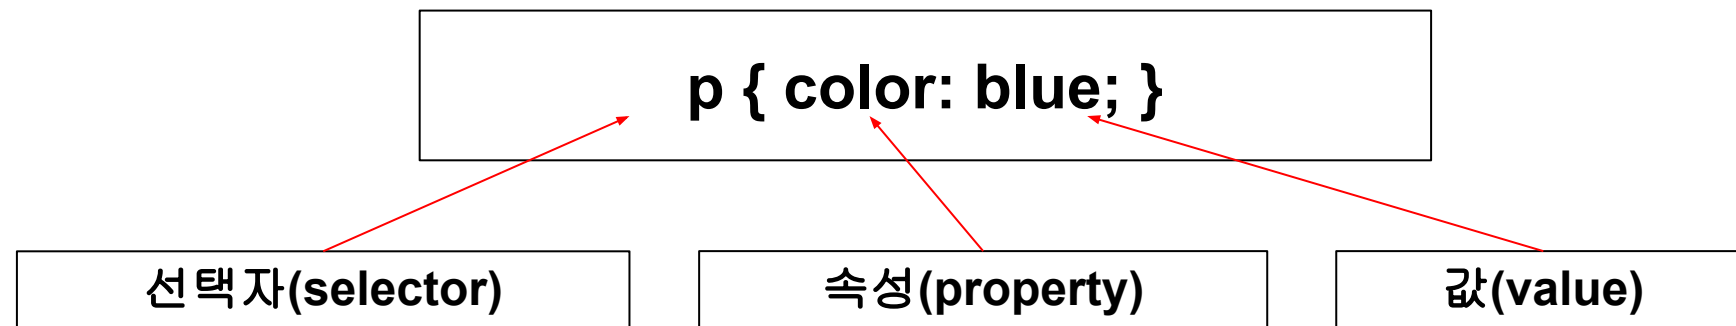 p { color: blue; }
선택자(selector)
속성(property)
값(value)